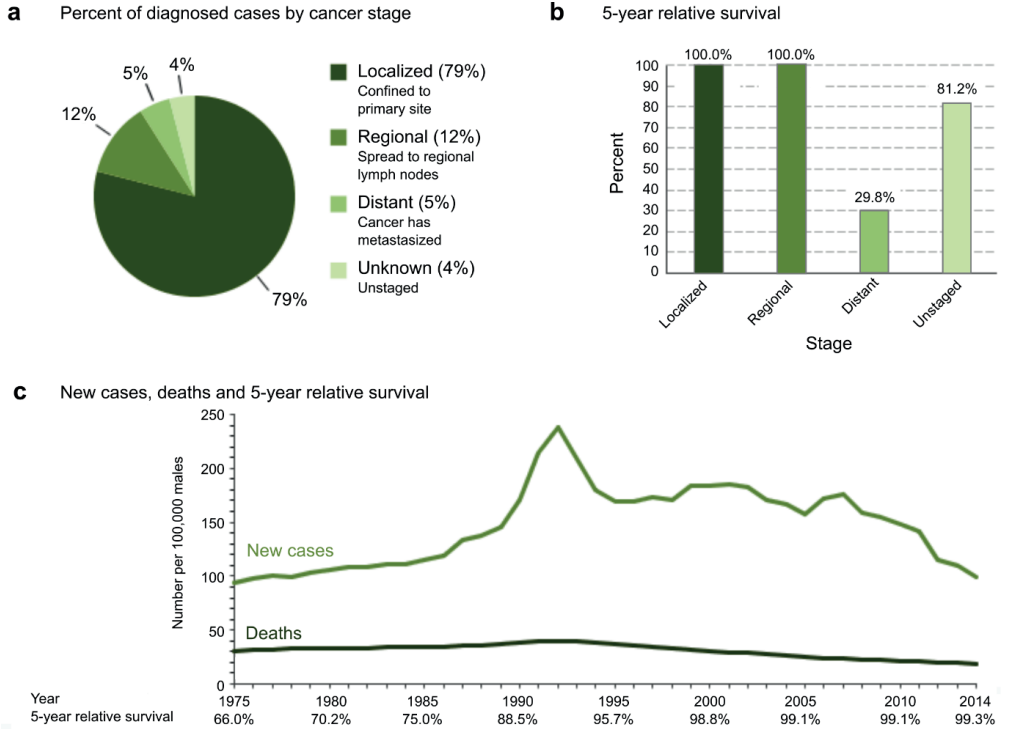 a Percent of diagnosed cases by cancer stage
4%
5%
12%
79%
Localized (79%)
Confined to
primary site
Regional (12%)
Spread to regional
lymph nodes
Distant (5%)
Cancer has
metastasized
Unknown (4%)
Unstaged
b 5-year relative survival
100.0% 100.0%
81.2%
29.8%
Percent
100
90
80
70
60
50
40
30
20
10
0
Localized Regional Distant Unstaged
Stage
c New cases, deaths and 5-year relative survival
Number per 100,000 males
250
200
150
100
50
0
New cases
Deaths
Year 1975 1980 1985 1990 1995 2000 2005 2010 2014
5-year relative survival 66.0% 70.2% 75.0% 88.5% 95.7% 98.8% 99.1% 99.1% 99.3%